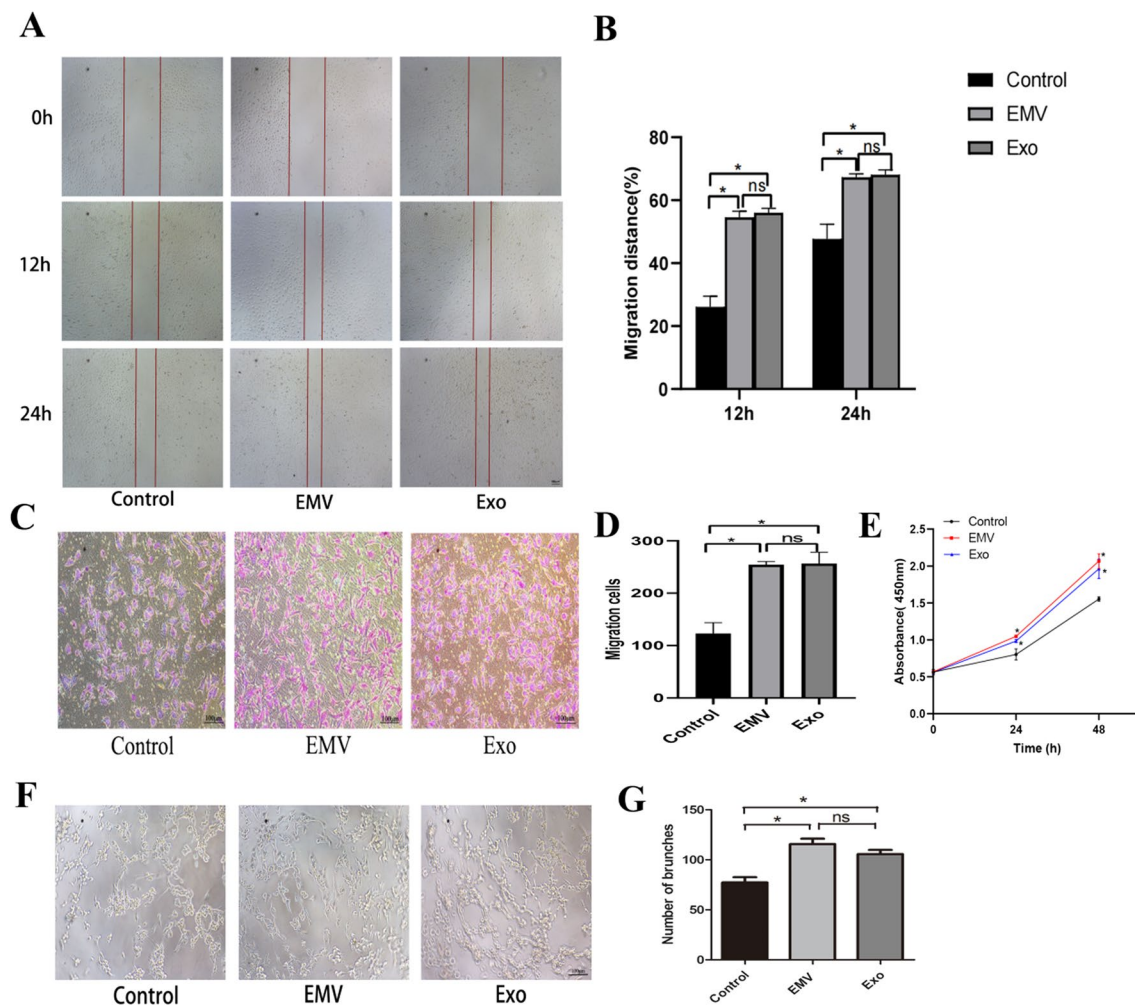 A
0h
12h
24h
Control
EMV
Exo
B
Control
EMV
Exo
Migration distance(%)
80
60
40
20
0
*
*
ns
*
*
ns
12h
24h
C
100μm
100μm
100μm
Control
EMV
Exo
D
Migration cells
300
200
100
0
*
*
ns
Control
EMV
Exo
E
Control
EMV
Exo
Absorbance( 450nm)
2.5
2.0
1.5
1.0
0.5
0.0
*
*
*
*
0
24
48
Time (h)
F
Control
EMV
Exo
G
Number of brunches
150
100
50
0
*
*
ns
Control
EMV
Exo